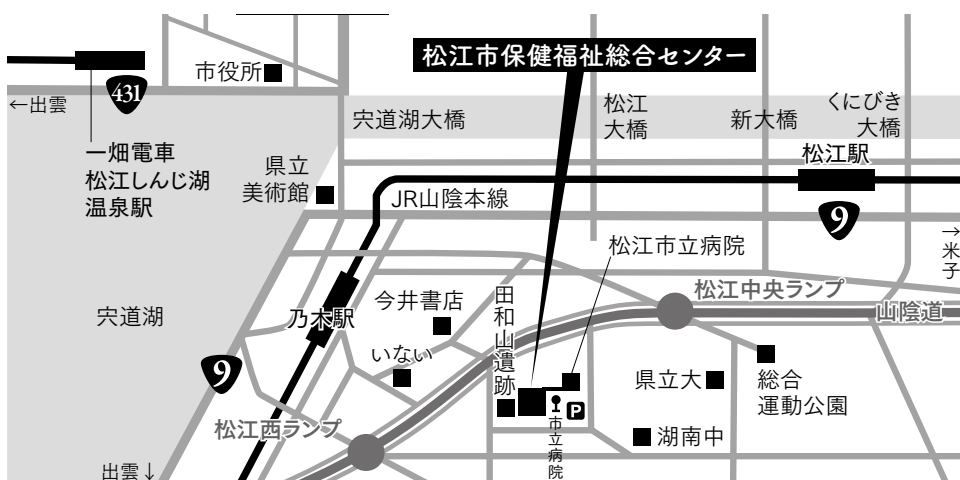 松江市保健福祉総合センター
市役所
431
←出雲
宍道湖大橋
松江
大橋
新大橋
くにびき
大橋
一畑電車
松江しんじ湖
温泉駅
県立
美術館
JR山陰本線
松江駅
9
→米子
松江市立病院
松江中央ランプ
山陰道
宍道湖
乃木駅
今井書店
田和山遺跡
いない
9
県立大
総合
運動公園
松江西ランプ
P
市立病院
湖南中
出雲↓